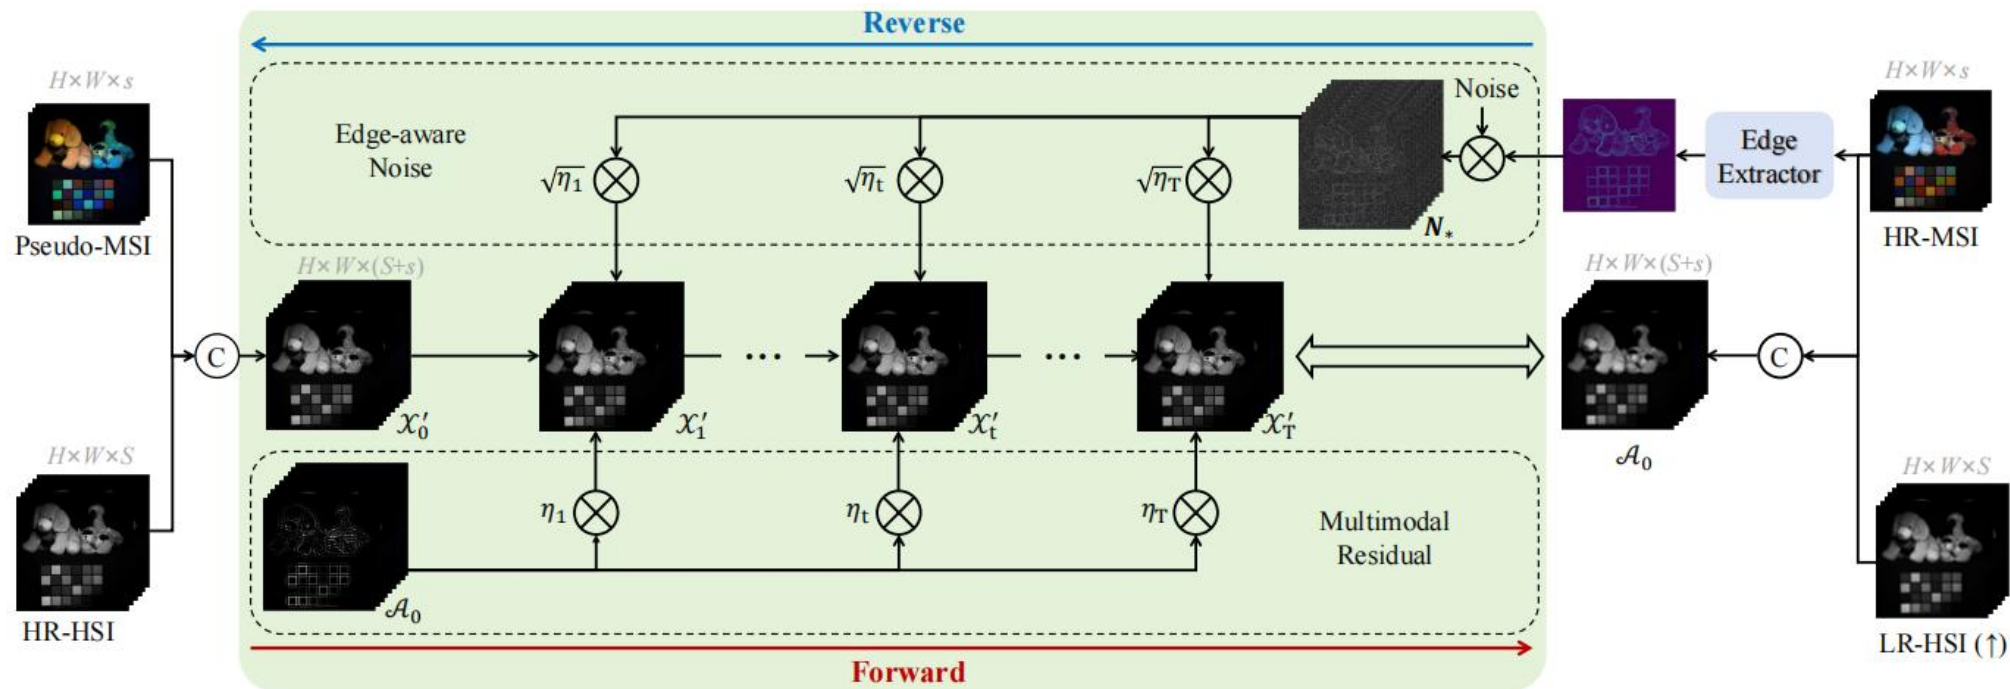 Reverse
H×W×s
Pseudo-MSI
Edge-aware
Noise
√η₁
√ηt
√ηT
N*
Noise
Edge
Extractor
H×W×s
HR-MSI
H×W×(S+s)
C
𝒳′₀
𝒳′₁
...
𝒳′t
...
𝒳′T
H×W×(S+s)
𝒜₀
C
H×W×S
HR-HSI
𝒜₀
η₁
ηt
ηT
Multimodal
Residual
H×W×S
LR-HSI (↑)
Forward